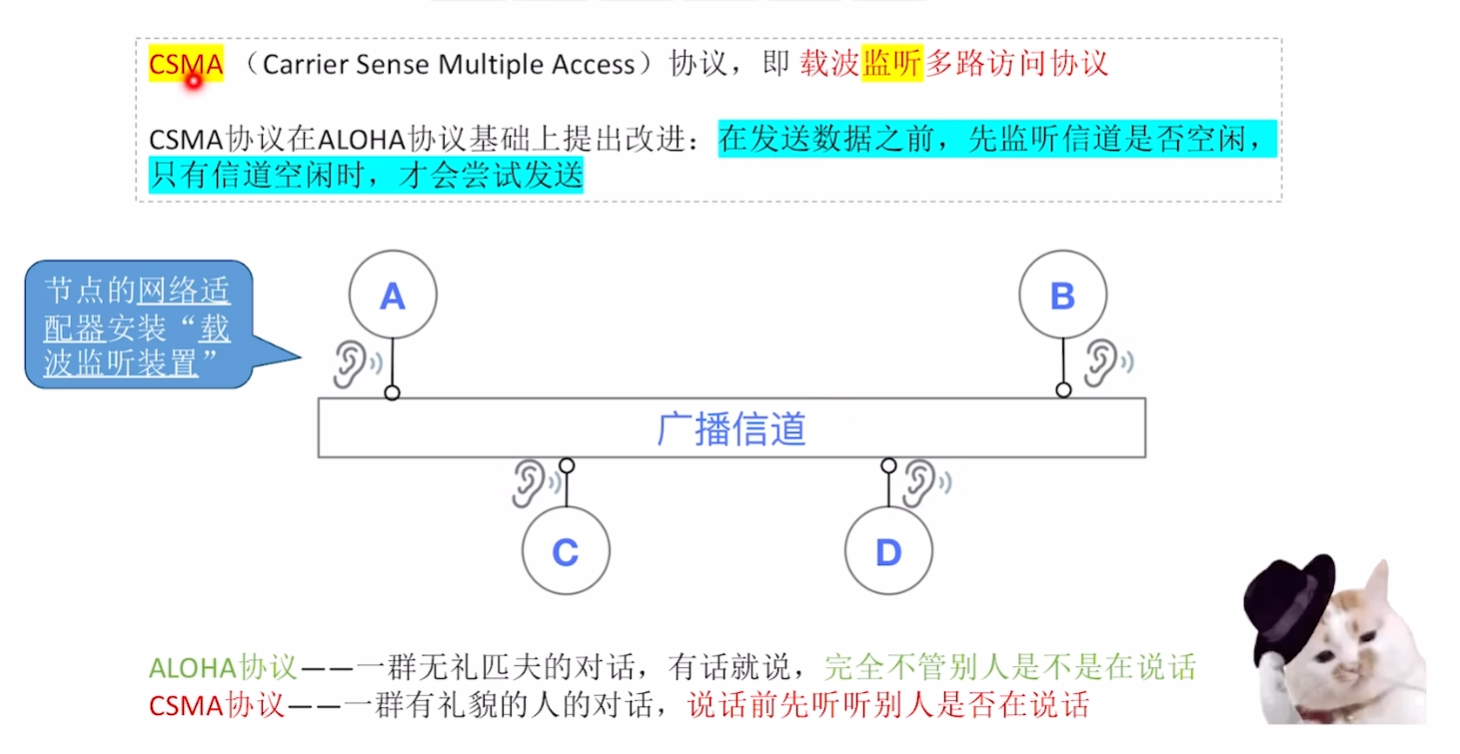 CSMA（Carrier Sense Multiple Access）协议，即 载波监听多路访问协议
CSMA协议在ALOHA协议基础上提出改进：在发送数据之前，先监听信道是否空闲，
只有信道空闲时，才会尝试发送
节点的网络适
配器安装“载
波监听装置”
A
B
广播信道
C
D
ALOHA协议——一群无礼匹夫的对话，有话就说，完全不管别人是不是在说话
CSMA协议——一群有礼貌的人的对话，说话前先听听别人是否在说话